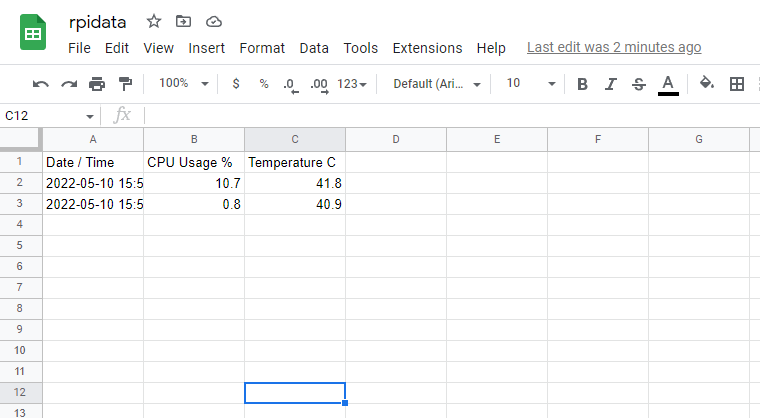 rpidata
File Edit View Insert Format Data Tools Extensions Help Last edit was 2 minutes ago
100% $ % .0 .00 123 Default (Ari... 10 B I S A
C12 fx
A B C D E F G
1 Date / Time CPU Usage % Temperature C
2 2022-05-10 15:5 10.7 41.8
3 2022-05-10 15:5 0.8 40.9
4
5
6
7
8
9
10
11
12
13